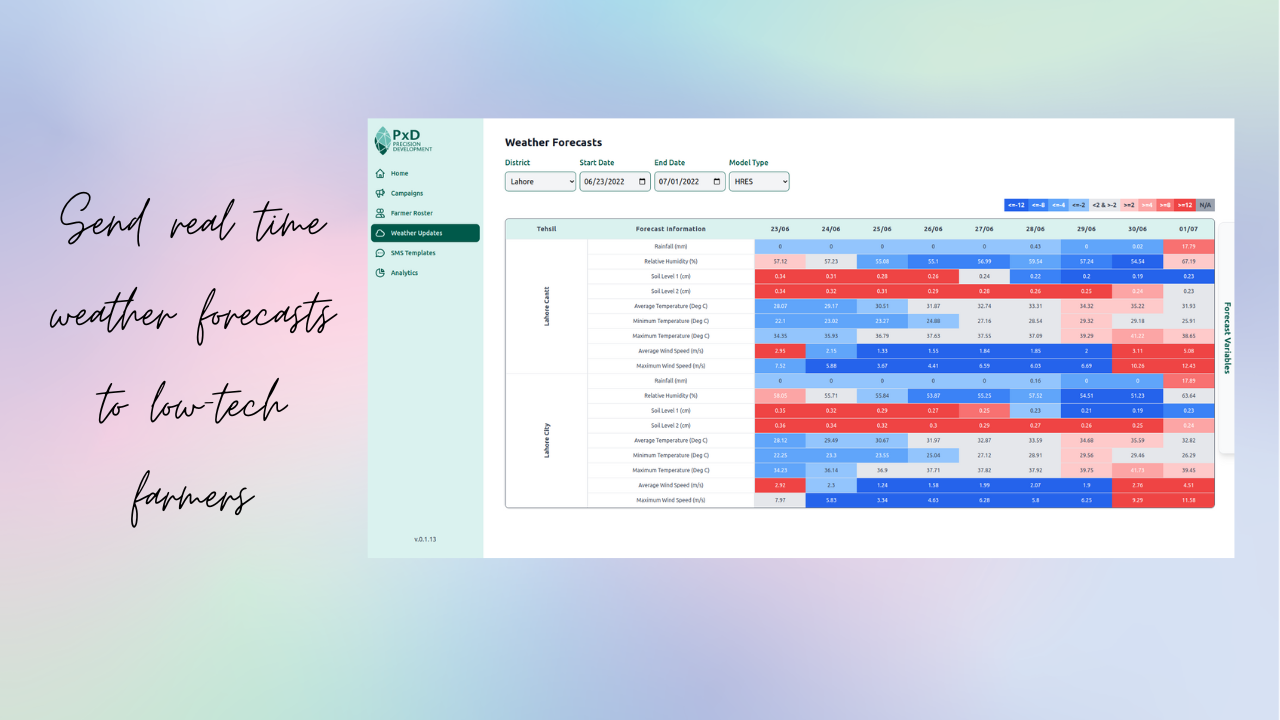 Send real time
weather forecasts
to low-tech
farmers
PxD
PRECISION
DEVELOPMENT
Home
Campaigns
Farmer Roster
Weather Updates
SMS Templates
Analytics
v.0.1.13
Weather Forecasts
District Start Date End Date Model Type
Lahore 06/23/2022 07/01/2022 HRES
<=-12 <=-8 <=-4 <=-2 <2 & >-2 >=2 >=4 >=8 >=12 N/A
Tehsil Forecast Information 23/06 24/06 25/06 26/06 27/06 28/06 29/06 30/06 01/07
Lahore Cantt
Rainfall (mm) 0 0 0 0 0 0.43 0 0.02 17.79
Relative Humidity (%) 57.12 57.23 55.08 55.1 56.99 59.54 57.24 54.54 67.19
Soil Level 1 (cm) 0.34 0.31 0.28 0.26 0.24 0.22 0.2 0.19 0.23
Soil Level 2 (cm) 0.34 0.32 0.31 0.29 0.28 0.26 0.25 0.24 0.23
Average Temperature (Deg C) 28.07 29.17 30.51 31.87 32.74 33.31 34.32 35.22 31.93
Minimum Temperature (Deg C) 22.1 23.02 23.27 24.88 27.16 28.54 29.32 29.18 25.91
Maximum Temperature (Deg C) 34.35 35.93 36.79 37.63 37.55 37.09 39.29 41.22 38.65
Average Wind Speed (m/s) 2.95 2.15 1.33 1.55 1.84 1.85 2 3.11 5.08
Maximum Wind Speed (m/s) 7.52 5.88 3.67 4.41 6.59 6.03 6.69 10.26 12.43
Lahore City
Rainfall (mm) 0 0 0 0 0 0.16 0 0 17.89
Relative Humidity (%) 58.05 55.71 55.84 53.87 55.25 57.52 54.51 51.23 63.64
Soil Level 1 (cm) 0.35 0.32 0.29 0.27 0.25 0.23 0.21 0.19 0.23
Soil Level 2 (cm) 0.36 0.34 0.32 0.3 0.29 0.27 0.26 0.25 0.24
Average Temperature (Deg C) 28.12 29.49 30.67 31.97 32.87 33.59 34.68 35.59 32.82
Minimum Temperature (Deg C) 22.25 23.3 23.55 25.04 27.12 28.91 29.56 29.46 26.29
Maximum Temperature (Deg C) 34.23 36.14 36.9 37.71 37.82 37.92 39.75 41.73 39.45
Average Wind Speed (m/s) 2.92 2.3 1.24 1.58 1.99 2.07 1.9 2.76 4.51
Maximum Wind Speed (m/s) 7.97 5.83 3.34 4.63 6.28 5.8 6.25 9.29 11.58
Forecast Variables